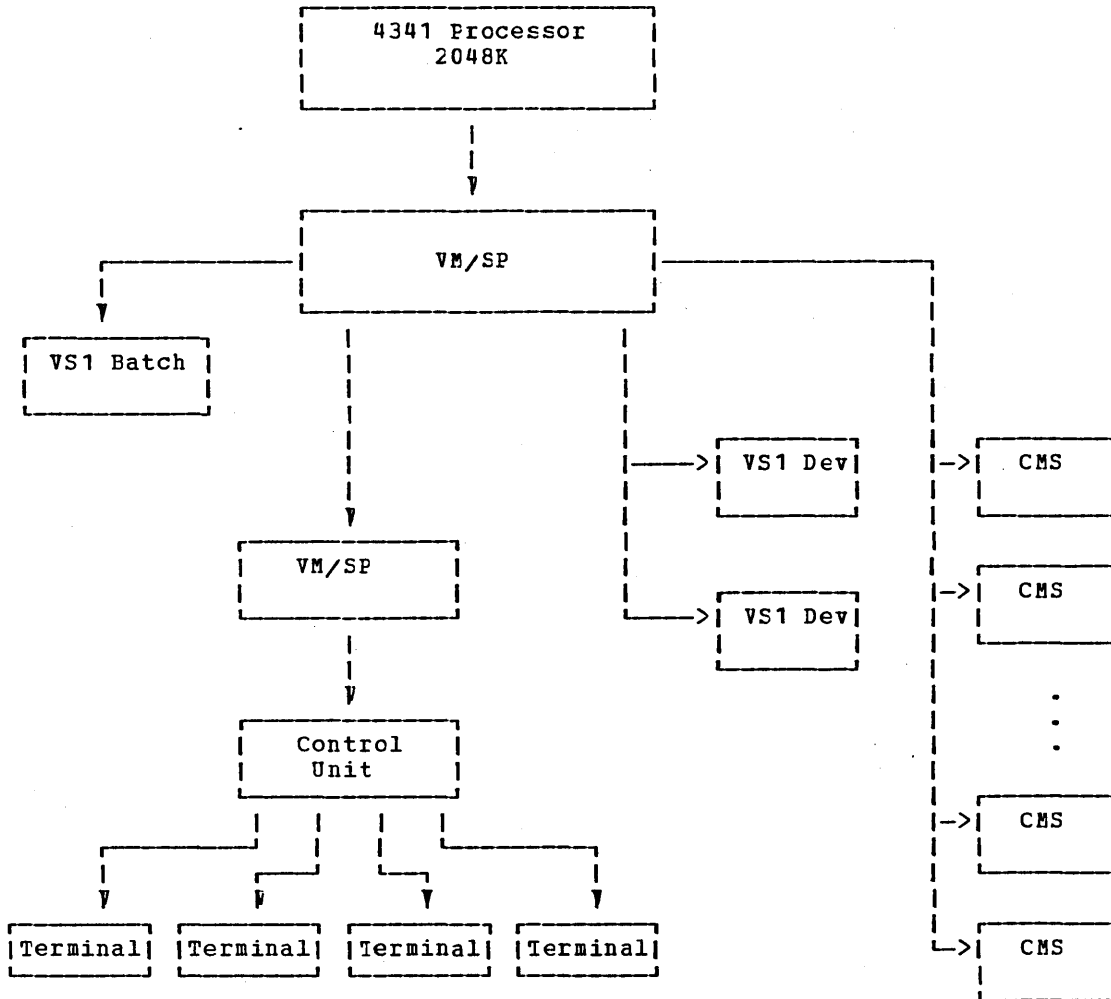 4341 Processor
2048K
VM/SP
VS1 Batch
VS1 Dev
CMS
VM/SP
CMS
VS1 Dev
Control
Unit
CMS
Terminal
Terminal
Terminal
Terminal
CMS